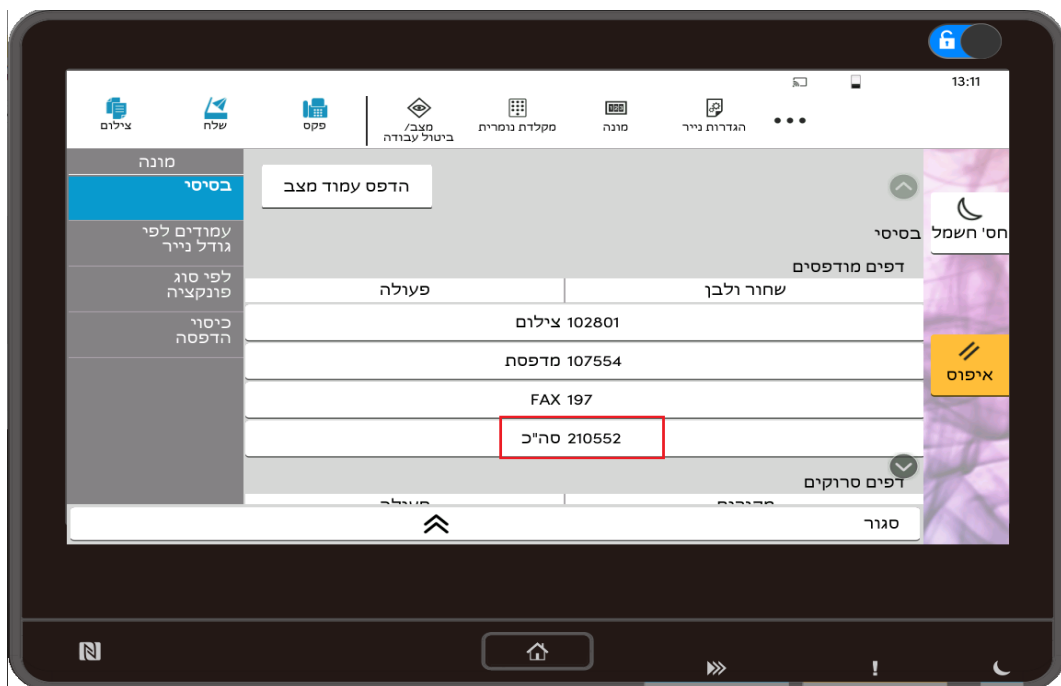 13:11
צילום
שלח
פקס
מצב/
ביטול עבודה
מקלדת נומרית
מונה
הגדרות נייר
מונה
בסיסי
עמודים לפי
גודל נייר
לפי סוג
פונקציה
כיסוי
הדפסה
הדפס עמוד מצב
בסיסי
דפים מודפסים
שחור ולבן
פעולה
102801 צילום
107554 מדפסת
FAX 197
210552 סה"כ
דפים סרוקים
סגור
חס' חשמל
איפוס